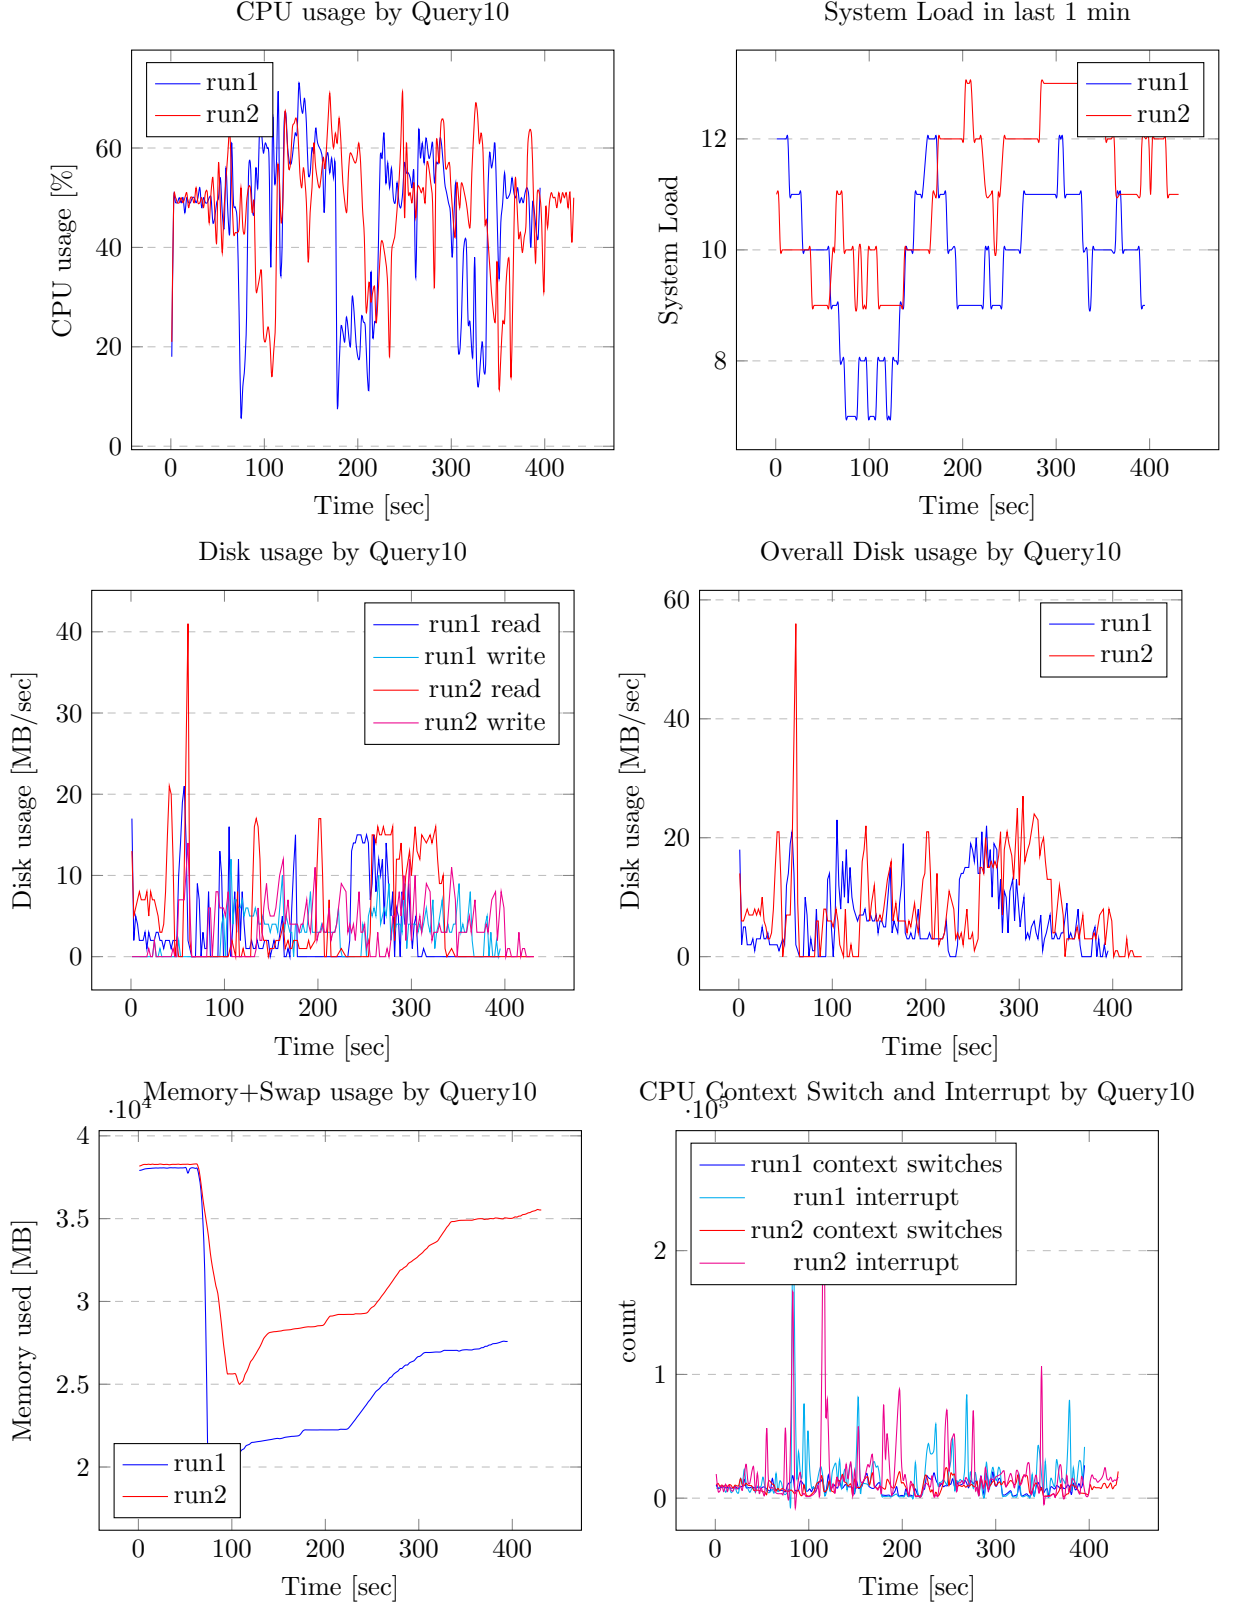 CPU usage by Query10
run1
run2
CPU usage [%]
60
40
20
0
0 100 200 300 400
Time [sec]
System Load in last 1 min
run1
run2
System Load
12
10
8
0 100 200 300 400
Time [sec]
Disk usage by Query10
run1 read
run1 write
run2 read
run2 write
Disk usage [MB/sec]
40
30
20
10
0
0 100 200 300 400
Time [sec]
Overall Disk usage by Query10
run1
run2
Disk usage [MB/sec]
60
40
20
0
0 100 200 300 400
Time [sec]
Memory+Swap usage by Query10
·10⁴
Memory used [MB]
4
3.5
3
2.5
2
run1
run2
0 100 200 300 400
Time [sec]
CPU Context Switch and Interrupt by Query10
·10⁵
run1 context switches
run1 interrupt
run2 context switches
run2 interrupt
count
2
1
0
0 100 200 300 400
Time [sec]